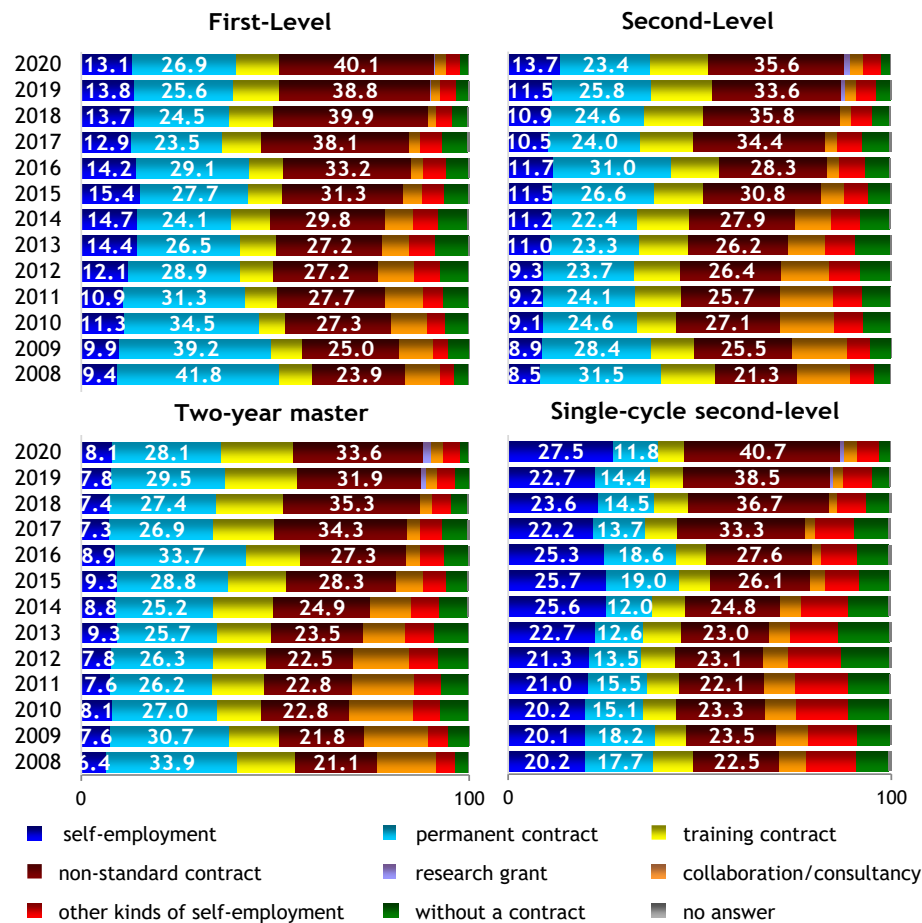 First-Level
Second-Level
2020 13.1 26.9 40.1 13.7 23.4 35.6
2019 13.8 25.6 38.8 11.5 25.8 33.6
2018 13.7 24.5 39.9 10.9 24.6 35.8
2017 12.9 23.5 38.1 10.5 24.0 34.4
2016 14.2 29.1 33.2 11.7 31.0 28.3
2015 15.4 27.7 31.3 11.5 26.6 30.8
2014 14.7 24.1 29.8 11.2 22.4 27.9
2013 14.4 26.5 27.2 11.0 23.3 26.2
2012 12.1 28.9 27.2 9.3 23.7 26.4
2011 10.9 31.3 27.7 9.2 24.1 25.7
2010 11.3 34.5 27.3 9.1 24.6 27.1
2009 9.9 39.2 25.0 8.9 28.4 25.5
2008 9.4 41.8 23.9 8.5 31.5 21.3
Two-year master
Single-cycle second-level
2020 8.1 28.1 33.6 27.5 11.8 40.7
2019 7.8 29.5 31.9 22.7 14.4 38.5
2018 7.4 27.4 35.3 23.6 14.5 36.7
2017 7.3 26.9 34.3 22.2 13.7 33.3
2016 8.9 33.7 27.3 25.3 18.6 27.6
2015 9.3 28.8 28.3 25.7 19.0 26.1
2014 8.8 25.2 24.9 25.6 12.0 24.8
2013 9.3 25.7 23.5 22.7 12.6 23.0
2012 7.8 26.3 22.5 21.3 13.5 23.1
2011 7.6 26.2 22.8 21.0 15.5 22.1
2010 8.1 27.0 22.8 20.2 15.1 23.3
2009 7.6 30.7 21.8 20.1 18.2 23.5
2008 6.4 33.9 21.1 20.2 17.7 22.5
0 100 0 100
self-employment permanent contract training contract
non-standard contract research grant collaboration/consultancy
other kinds of self-employment without a contract no answer